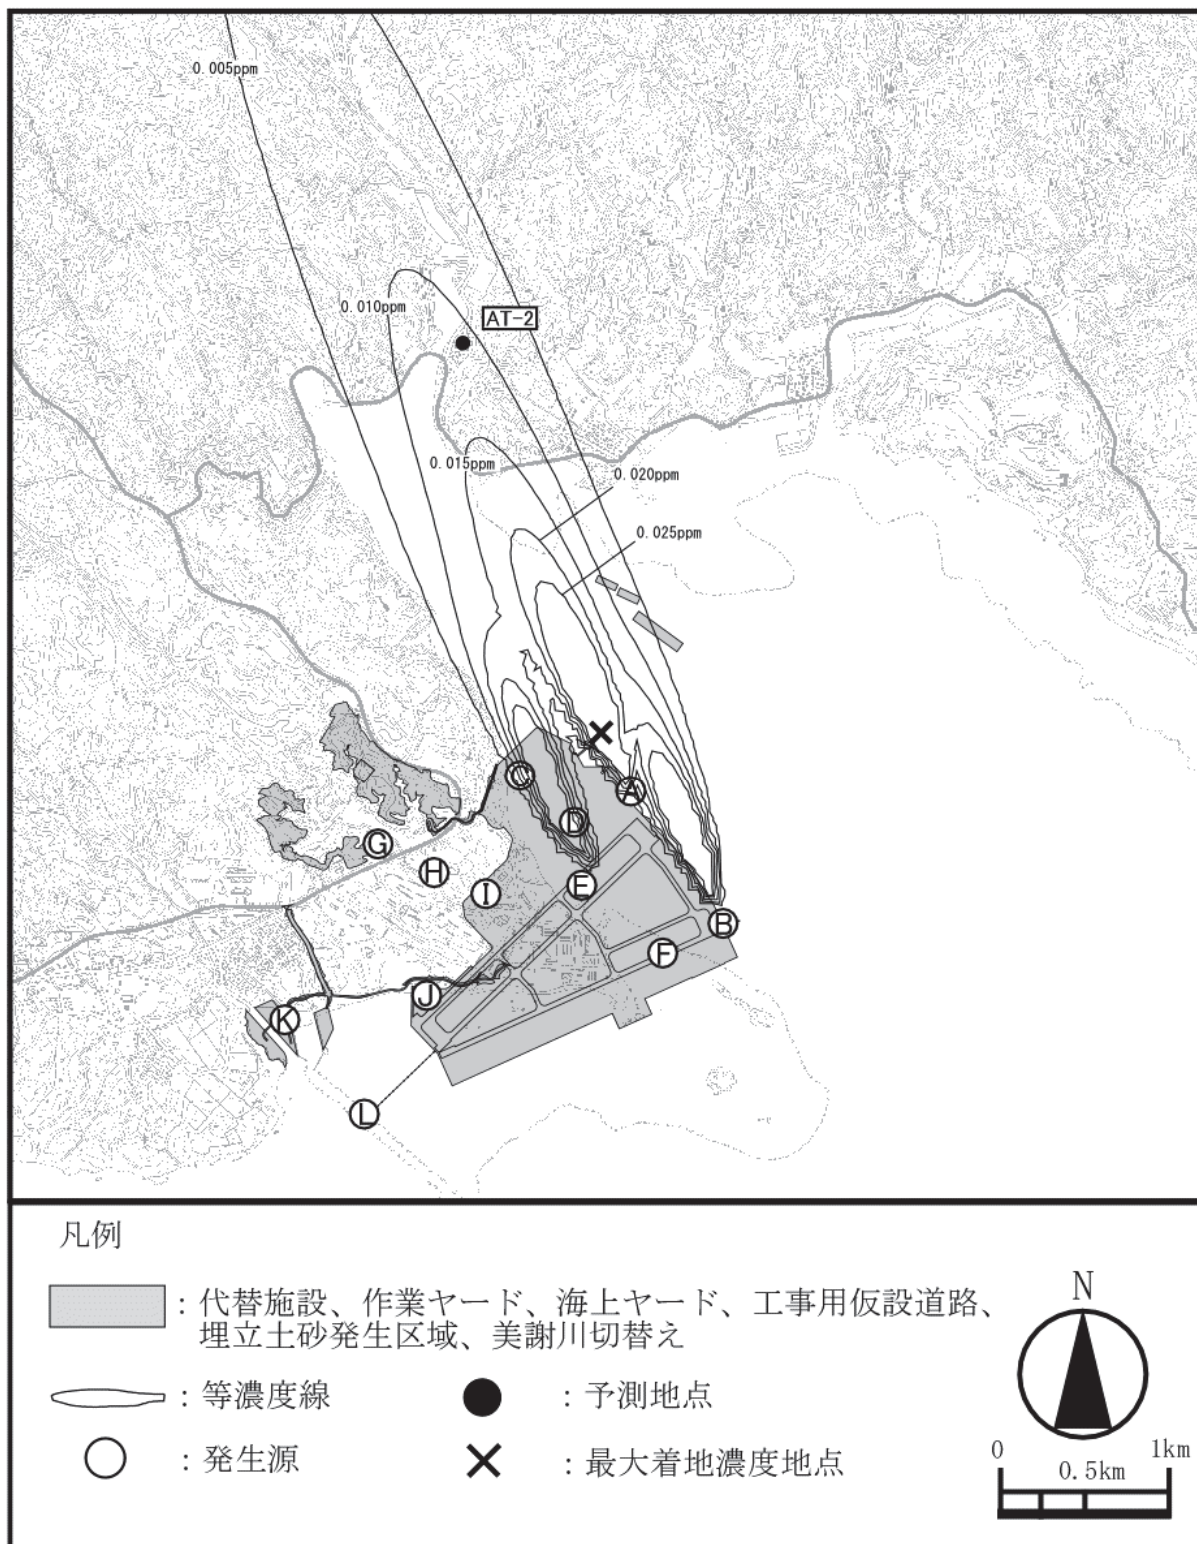 0.005ppm
0.010ppm
AT-2
0.015ppm
0.020ppm
0.025ppm
C
A
D
G
H
E
I
B
F
J
K
L
凡例
：代替施設、作業ヤード、海上ヤード、工事用仮設道路、
埋立土砂発生区域、美謝川切替え
：等濃度線
：予測地点
：発生源
：最大着地濃度地点
N
0
0.5km
1km